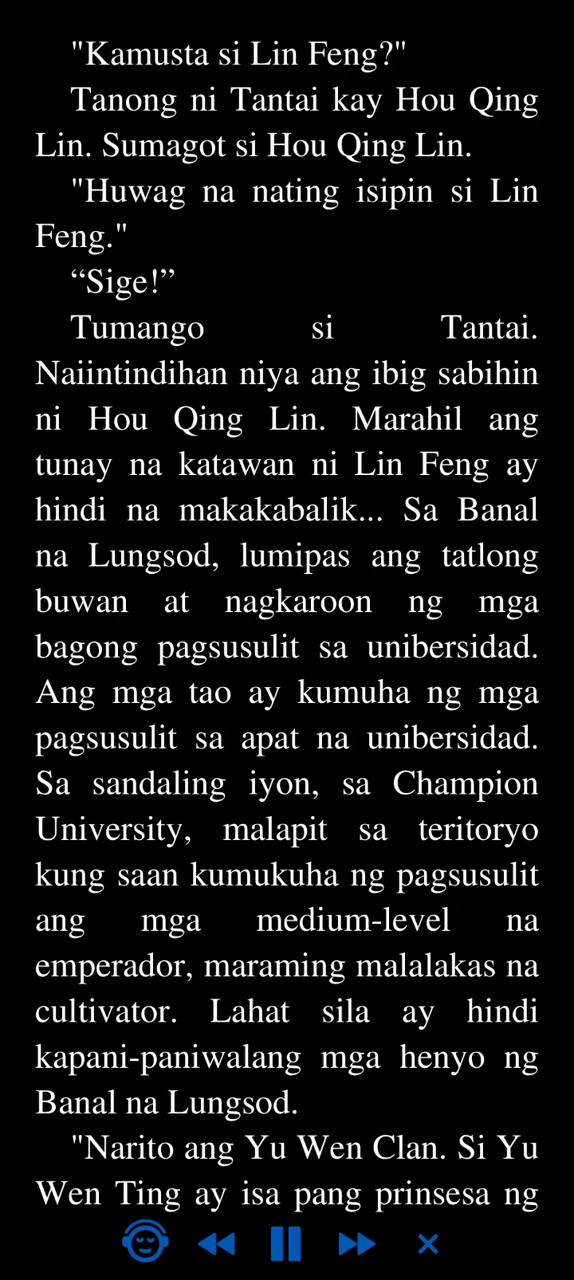 "Kamusta si Lin Feng?"
Tanong ni Tantai kay Hou Qing
Lin. Sumagot si Hou Qing Lin.
"Huwag na nating isipin si Lin
Feng."
“Sige!”
Tumango si Tantai.
Naiintindihan niya ang ibig sabihin
ni Hou Qing Lin. Marahil ang
tunay na katawan ni Lin Feng ay
hindi na makakabalik... Sa Banal
na Lungsod, lumipas ang tatlong
buwan at nagkaroon ng mga
bagong pagsusulit sa unibersidad.
Ang mga tao ay kumuha ng mga
pagsusulit sa apat na unibersidad.
Sa sandaling iyon, sa Champion
University, malapit sa teritoryo
kung saan kumukuha ng pagsusulit
ang mga medium-level na
emperador, maraming malalakas na
cultivator. Lahat sila ay hindi
kapani-paniwalang mga henyo ng
Banal na Lungsod.
"Narito ang Yu Wen Clan. Si Yu
Wen Ting ay isa pang prinsesa ng